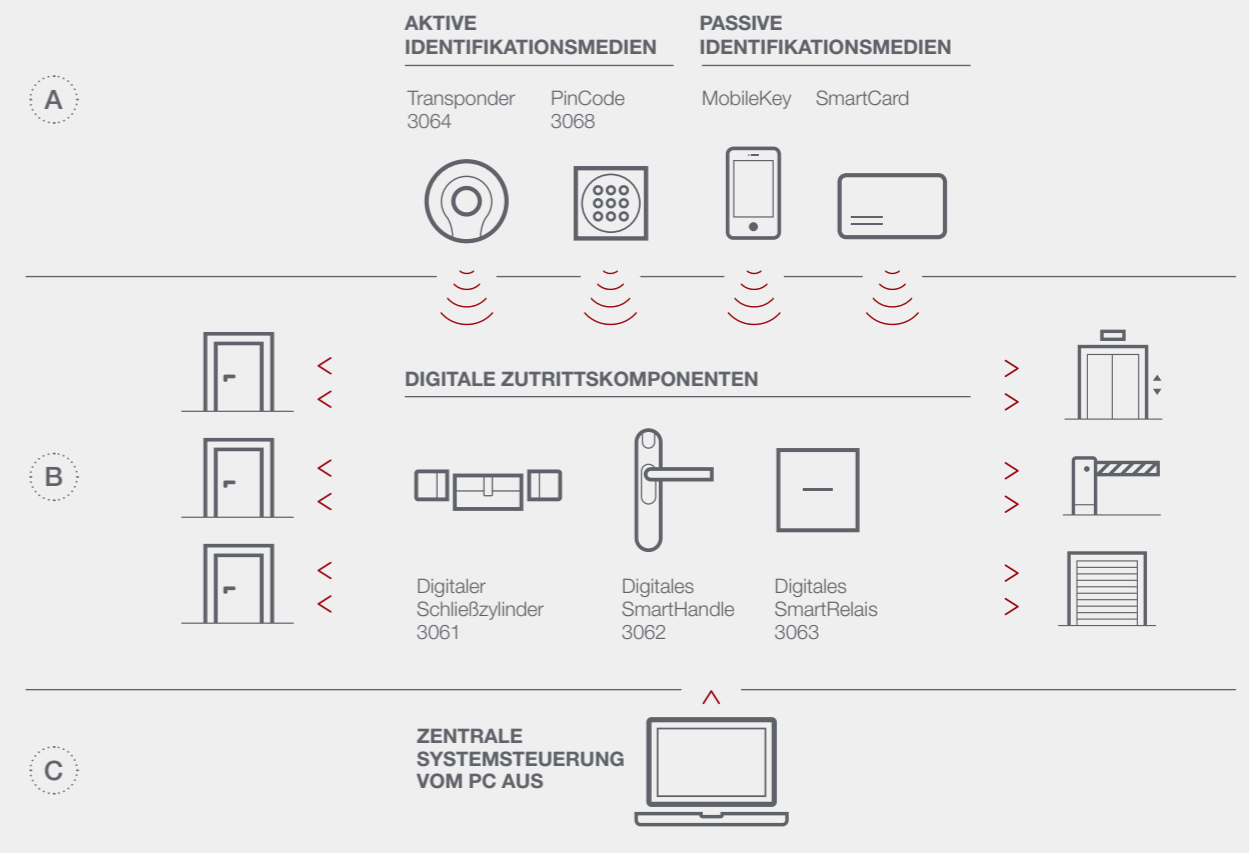 AKTIVE
IDENTIFIKATIONSMEDIEN
PASSIVE
IDENTIFIKATIONSMEDIEN
A
Transponder
3064
PinCode
3068
MobileKey
SmartCard
DIGITALE ZUTRITTSKOMPONENTEN
B
Digitaler
Schließzylinder
3061
Digitales
SmartHandle
3062
Digitales
SmartRelais
3063
C
ZENTRALE
SYSTEMSTEUERUNG
VOM PC AUS